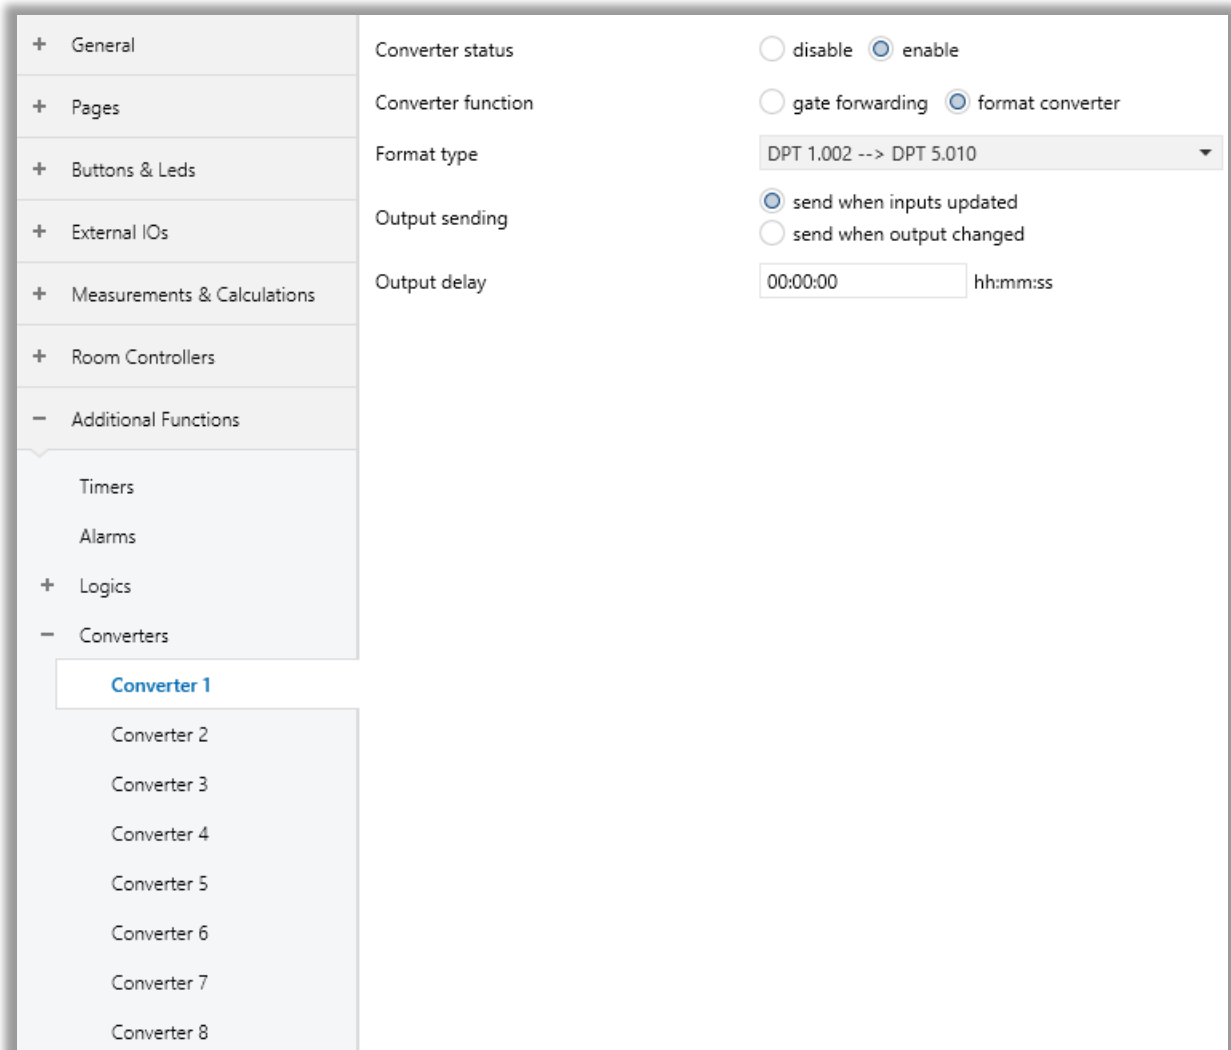 General
Pages
Buttons & Leds
External IOs
Measurements & Calculations
Room Controllers
Additional Functions
Timers
Alarms
Logics
Converters
Converter 1
Converter 2
Converter 3
Converter 4
Converter 5
Converter 6
Converter 7
Converter 8
Converter status disable enable
Converter function gate forwarding format converter
Format type DPT 1.002 --> DPT 5.010
Output sending send when inputs updated
send when output changed
Output delay 00:00:00 hh:mm:ss